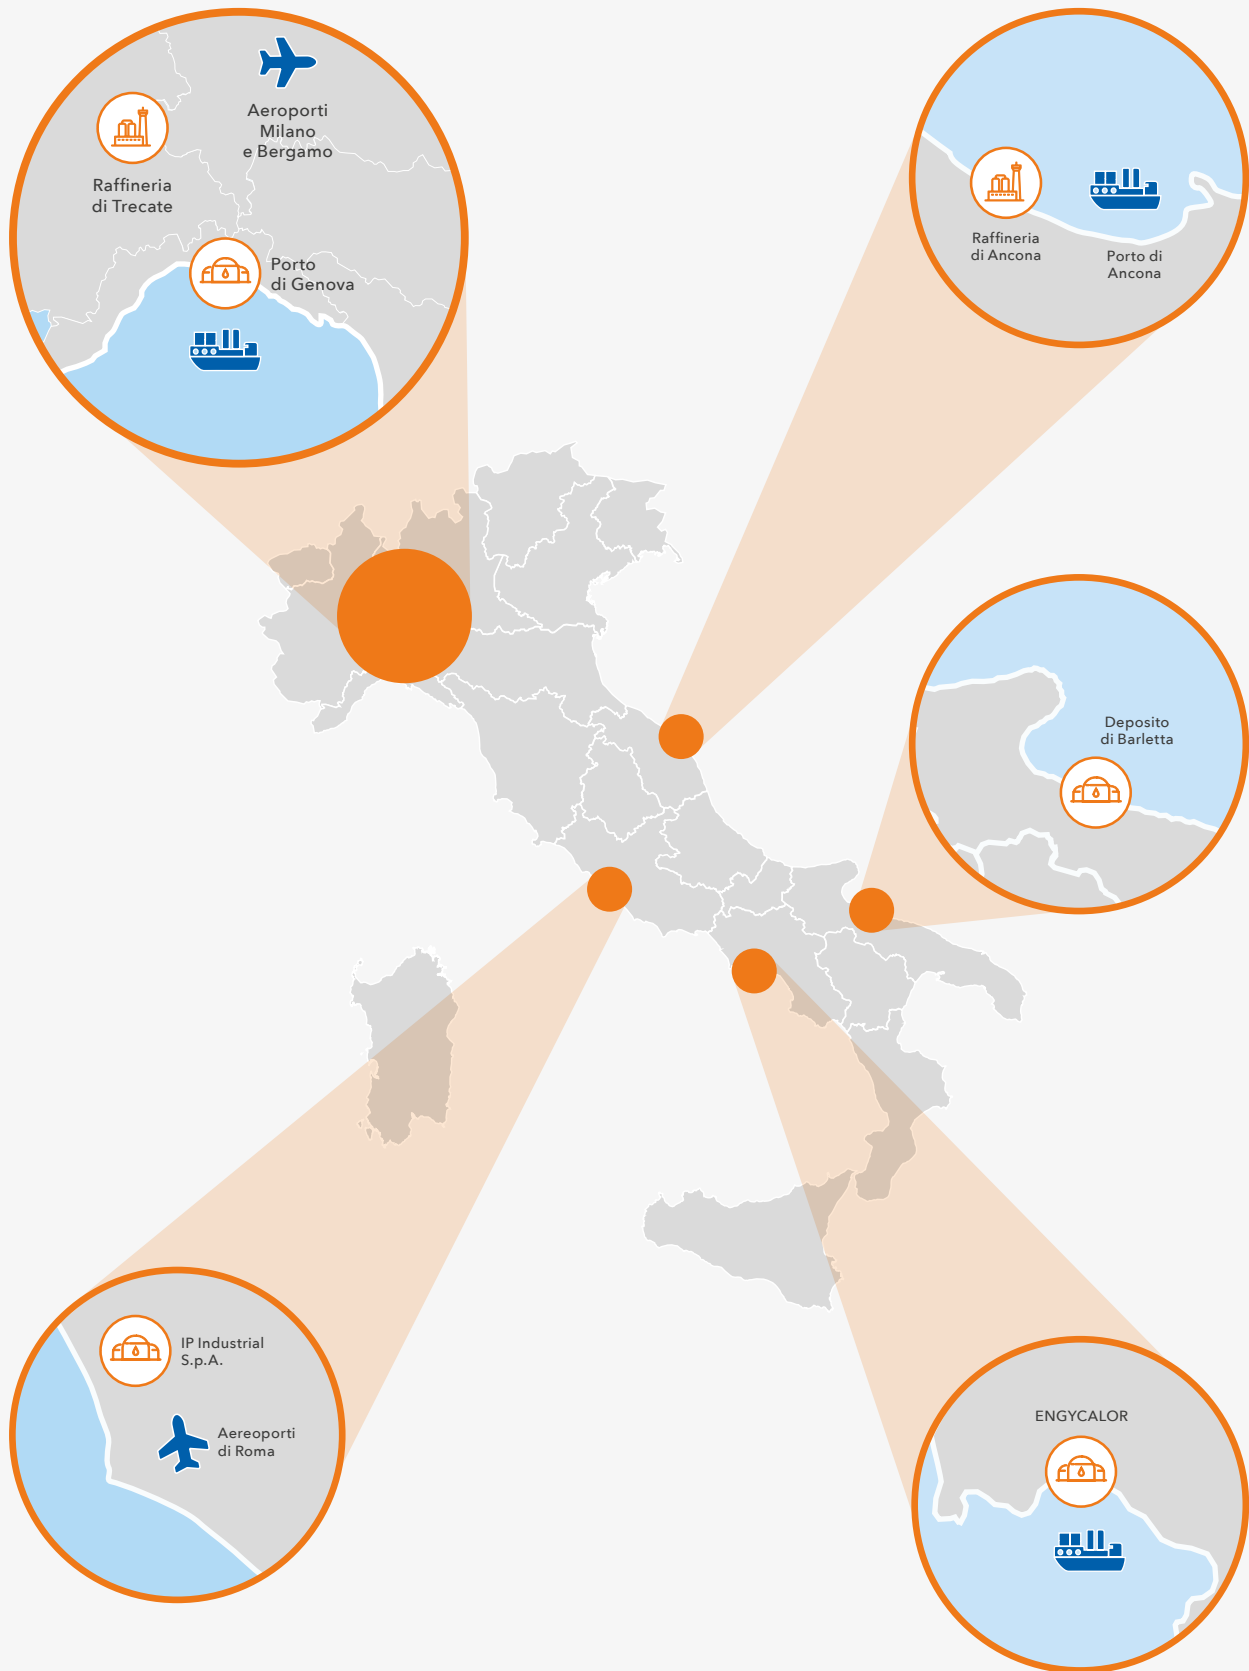 Aeroporti
Milano
e Bergamo
Raffineria
di Trecate
Porto
di Genova
Raffineria
di Ancona
Porto di
Ancona
Deposito
di Barletta
IP Industrial
S.p.A.
Aereoporti
di Roma
ENGYCALOR